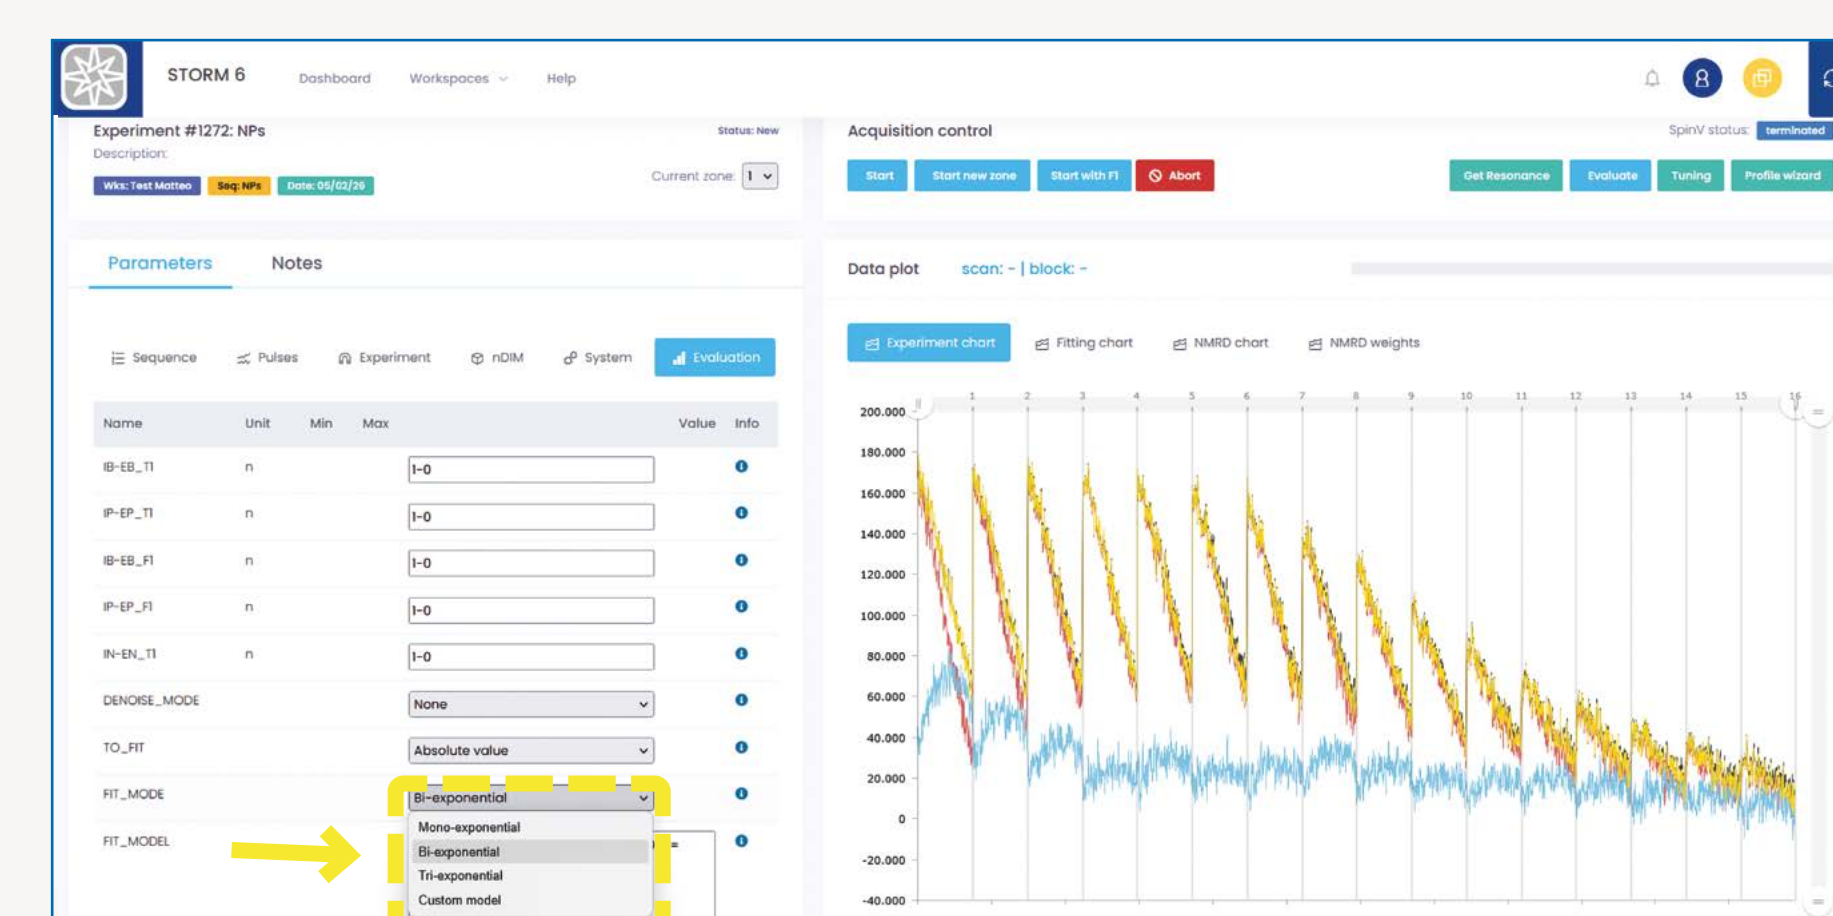 STORM 6 Dashboard Workspaces Help
Experiment #1272: NPs Status: New
Description:
Wks: Test Matteo Seq: NPs Date: 05/02/26
Current zone: 1
Acquisition control SpinV status: terminated
Start Start new zone Start with F1 Abort Get Resonance Evaluate Tuning Profile wizard
Parameters Notes
Sequence Pulses Experiment nDIM System Evaluation
Name Unit Min Max Value Info
IB-EB_T1 n 1-0
IP-EP_T1 n 1-0
IB-EB_F1 n 1-0
IP-EP_F1 n 1-0
IN-EN_T1 n 1-0
DENOISE_MODE None
TO_FIT Absolute value
FIT_MODE Bi-exponential
Mono-exponential
FIT_MODEL
Bi-exponential
Tri-exponential
Custom model
Data plot scan: - | block: -
Experiment chart Fitting chart NMRD chart NMRD weights
1 2 3 4 5 6 7 8 9 10 11 12 13 14 15 16
200.000
180.000
160.000
140.000
120.000
100.000
80.000
60.000
40.000
20.000
0
-20.000
-40.000